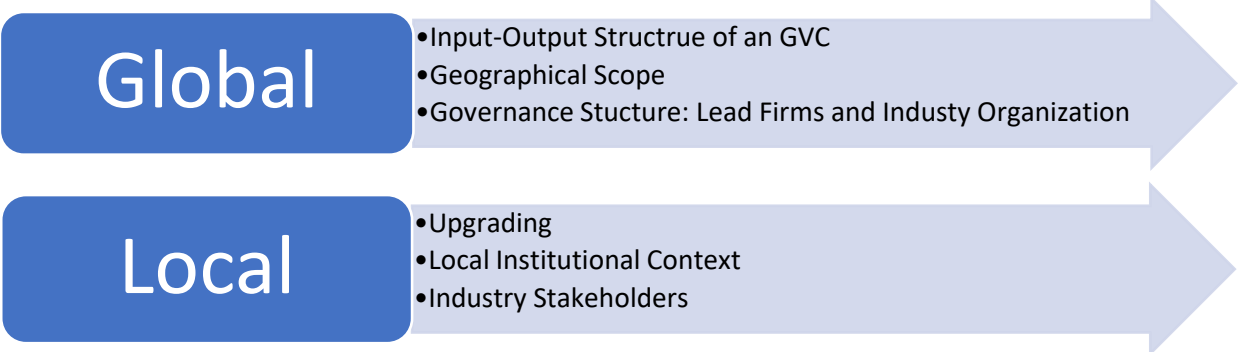 Global
•Input-Output Structrue of an GVC
•Geographical Scope
•Governance Stucture: Lead Firms and Industy Organization
Local
•Upgrading
•Local Institutional Context
•Industry Stakeholders